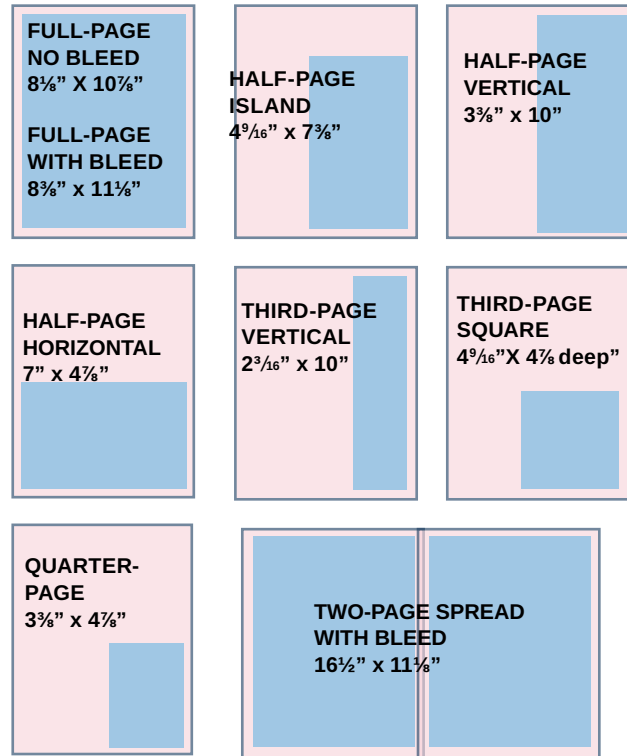 FULL-PAGE
NO BLEED
8⅛” X 10⅞”
FULL-PAGE
WITH BLEED
8⅜” x 11⅛”
HALF-PAGE
ISLAND
4⁹⁄₁₆” x 7⅜”
HALF-PAGE
VERTICAL
3⅜” x 10”
HALF-PAGE
HORIZONTAL
7” x 4⅞”
THIRD-PAGE
VERTICAL
2³⁄₁₆” x 10”
THIRD-PAGE
SQUARE
4⁹⁄₁₆”X 4⅞ deep”
QUARTER-
PAGE
3⅜” x 4⅞”
TWO-PAGE SPREAD
WITH BLEED
16½” x 11⅛”